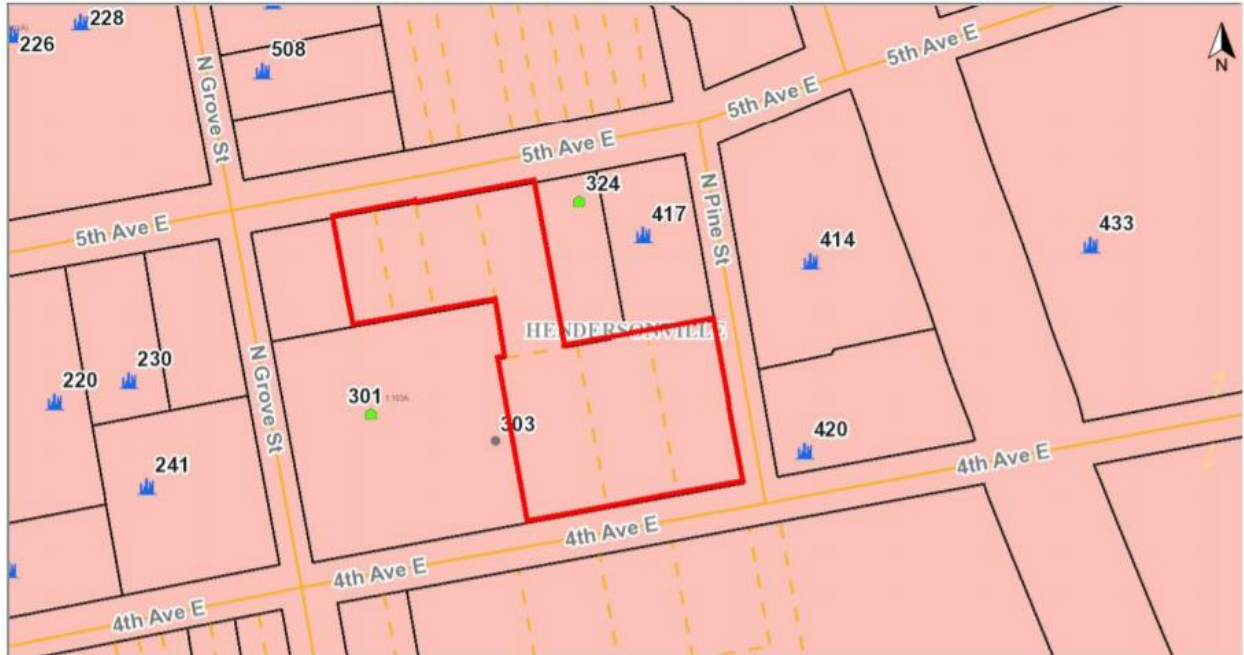 228
226
508
N Grove St
5th Ave E
N
5th Ave E
5th Ave E
324
417
N Pine St
5th Ave E
414
433
HENDERSONVILLE
230
220
N Grove St
301
303
241
420
4th Ave E
4th Ave E
4th Ave E
4th Ave E